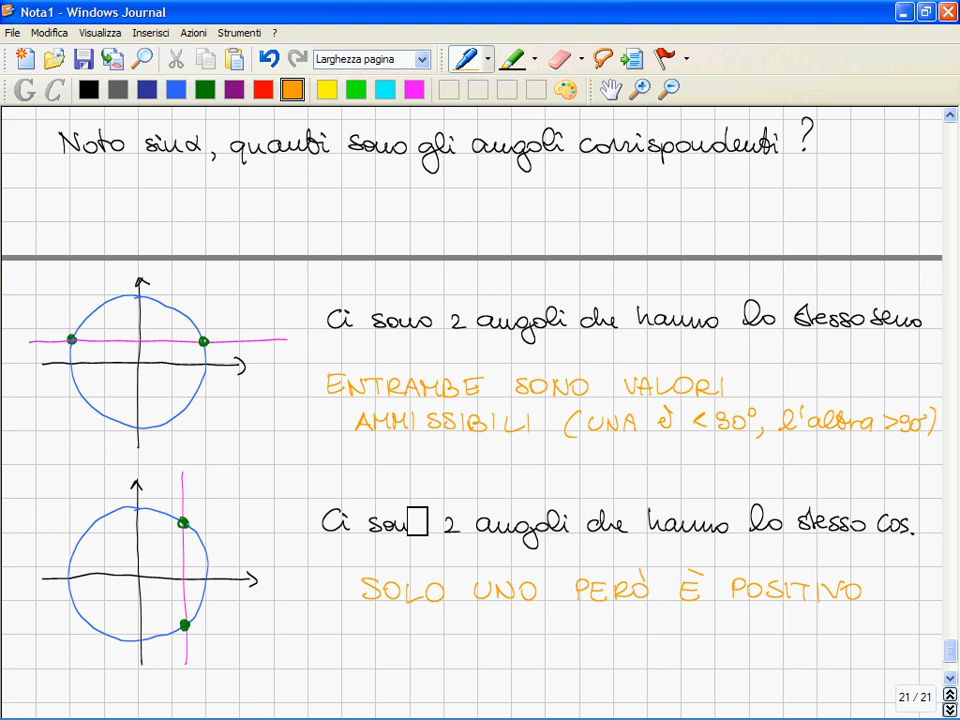 Nota1 - Windows Journal
File Modifica Visualizza Inserisci Azioni Strumenti ?
Larghezza pagina
G C
Noto sinα, quanti sono gli angoli corrispondenti ?
Ci sono 2 angoli che hanno lo stesso seno
ENTRAMBE SONO VALORI
AMMISSIBILI (UNA è < 90°, l'altra > 90°)
Ci son 2 angoli che hanno lo stesso cos.
SOLO UNO PERÒ È POSITIVO
21 / 21